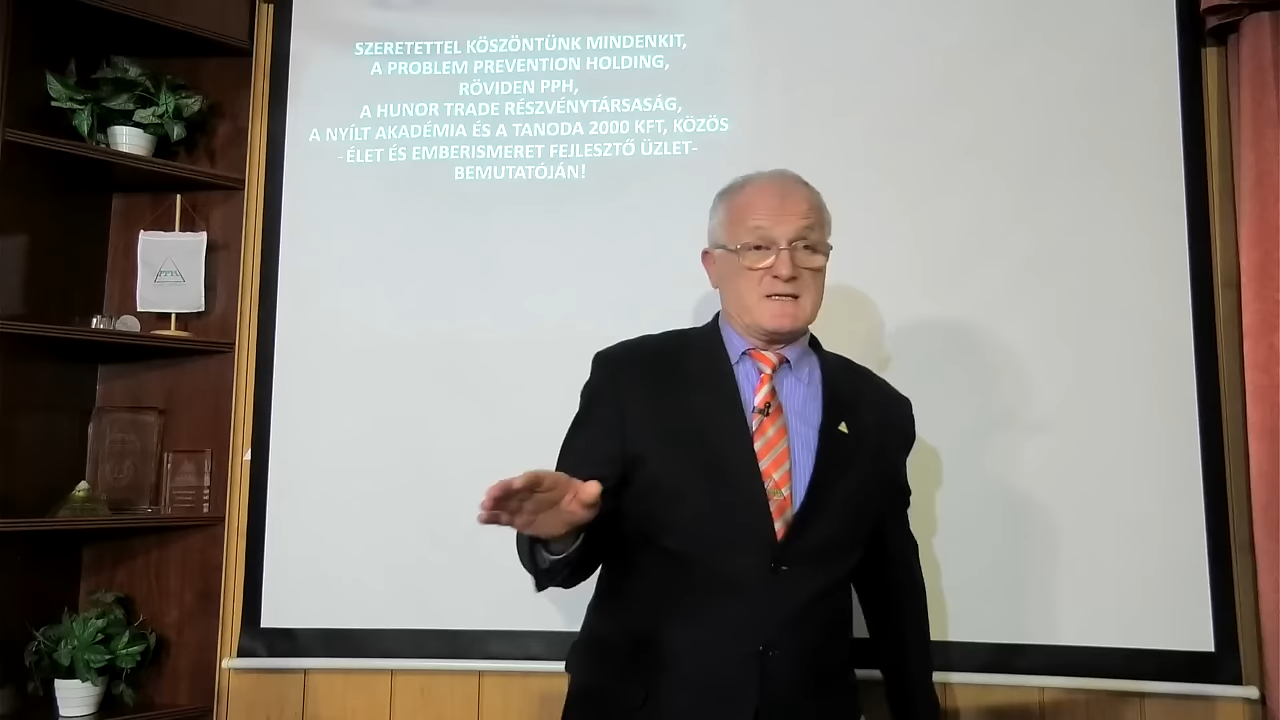 SZERETETTEL KÖSZÖNTÜNK MINDENKIT,
A PROBLEM PREVENTION HOLDING,
RÖVIDEN PPH,
A HUNOR TRADE RÉSZVÉNYTÁRSASÁG,
A NYÍLT AKADÉMIA ÉS A TANODA 2000 KFT, KÖZÖS
-ÉLET ÉS EMBERISMERET FEJLESZTŐ ÜZLET-
BEMUTATÓJÁN!
PPH